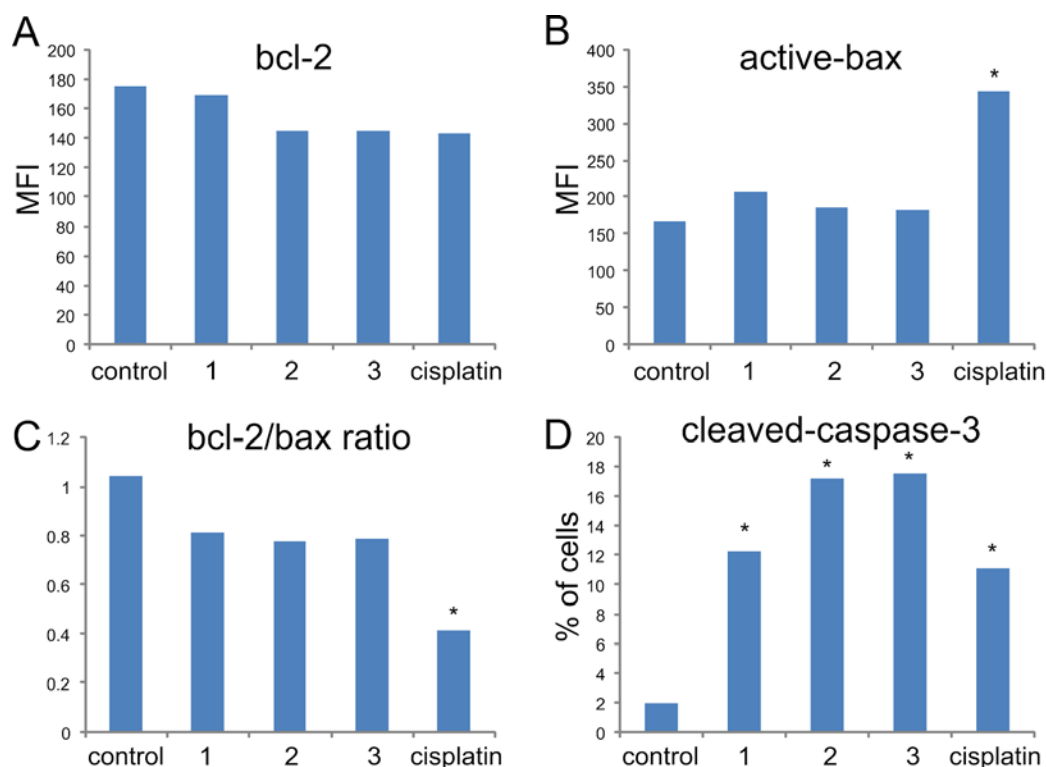 A
bcl-2
MFI
200
180
160
140
120
100
80
60
40
20
0
control 1 2 3 cisplatin
B
active-bax
MFI
400
350
300
250
200
150
100
50
0
*
control 1 2 3 cisplatin
C
bcl-2/bax ratio
1.2
1
0.8
0.6
0.4
0.2
0
*
control 1 2 3 cisplatin
D
cleaved-caspase-3
% of cells
20
18
16
14
12
10
8
6
4
2
0
* * * *
control 1 2 3 cisplatin